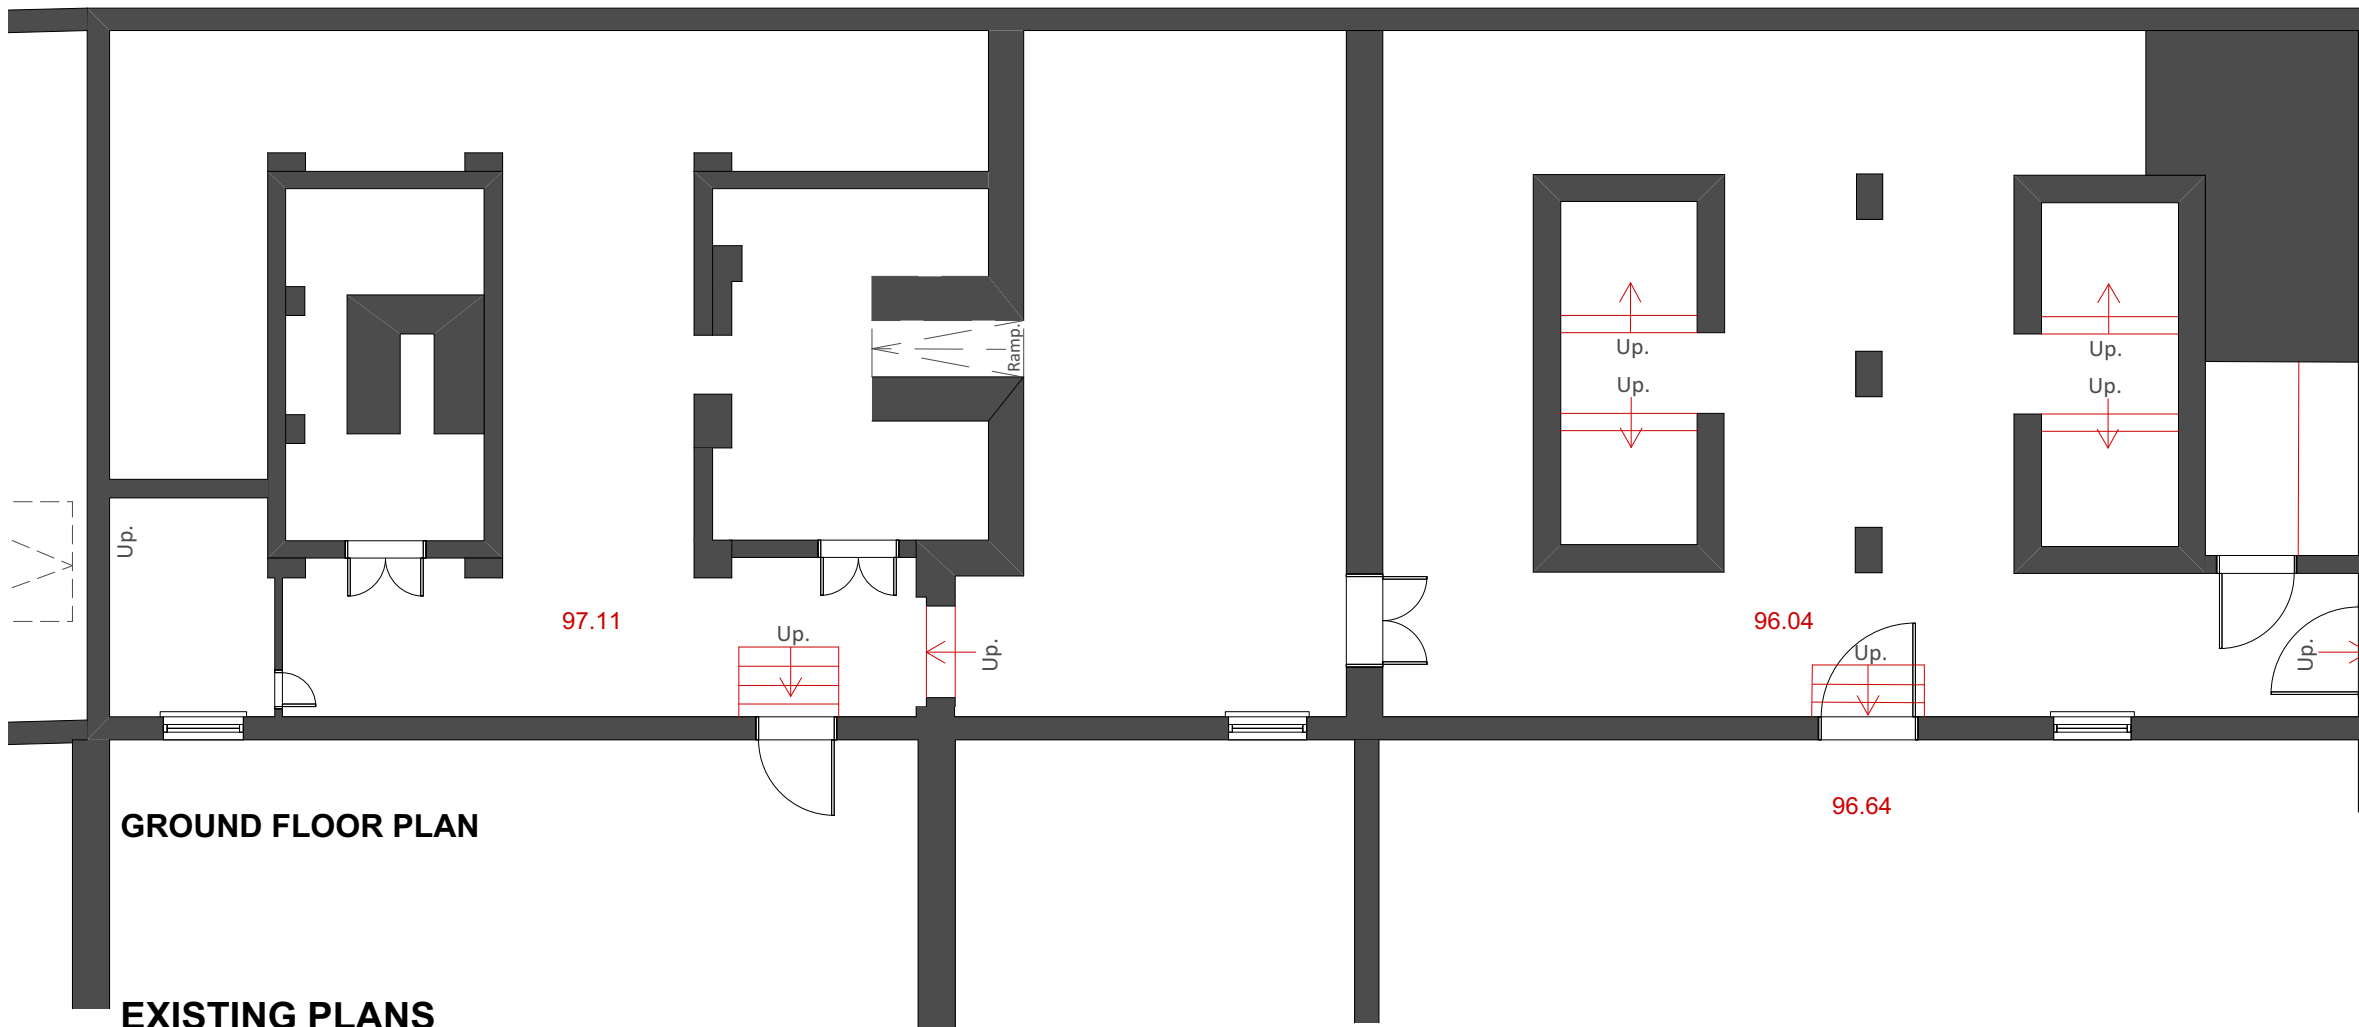 Ramp.
Up.
Up.
Up.
Up.
Up.
97.11
Up.
Up.
96.04
Up.
Up.
96.64
GROUND FLOOR PLAN
EXISTING PLANS